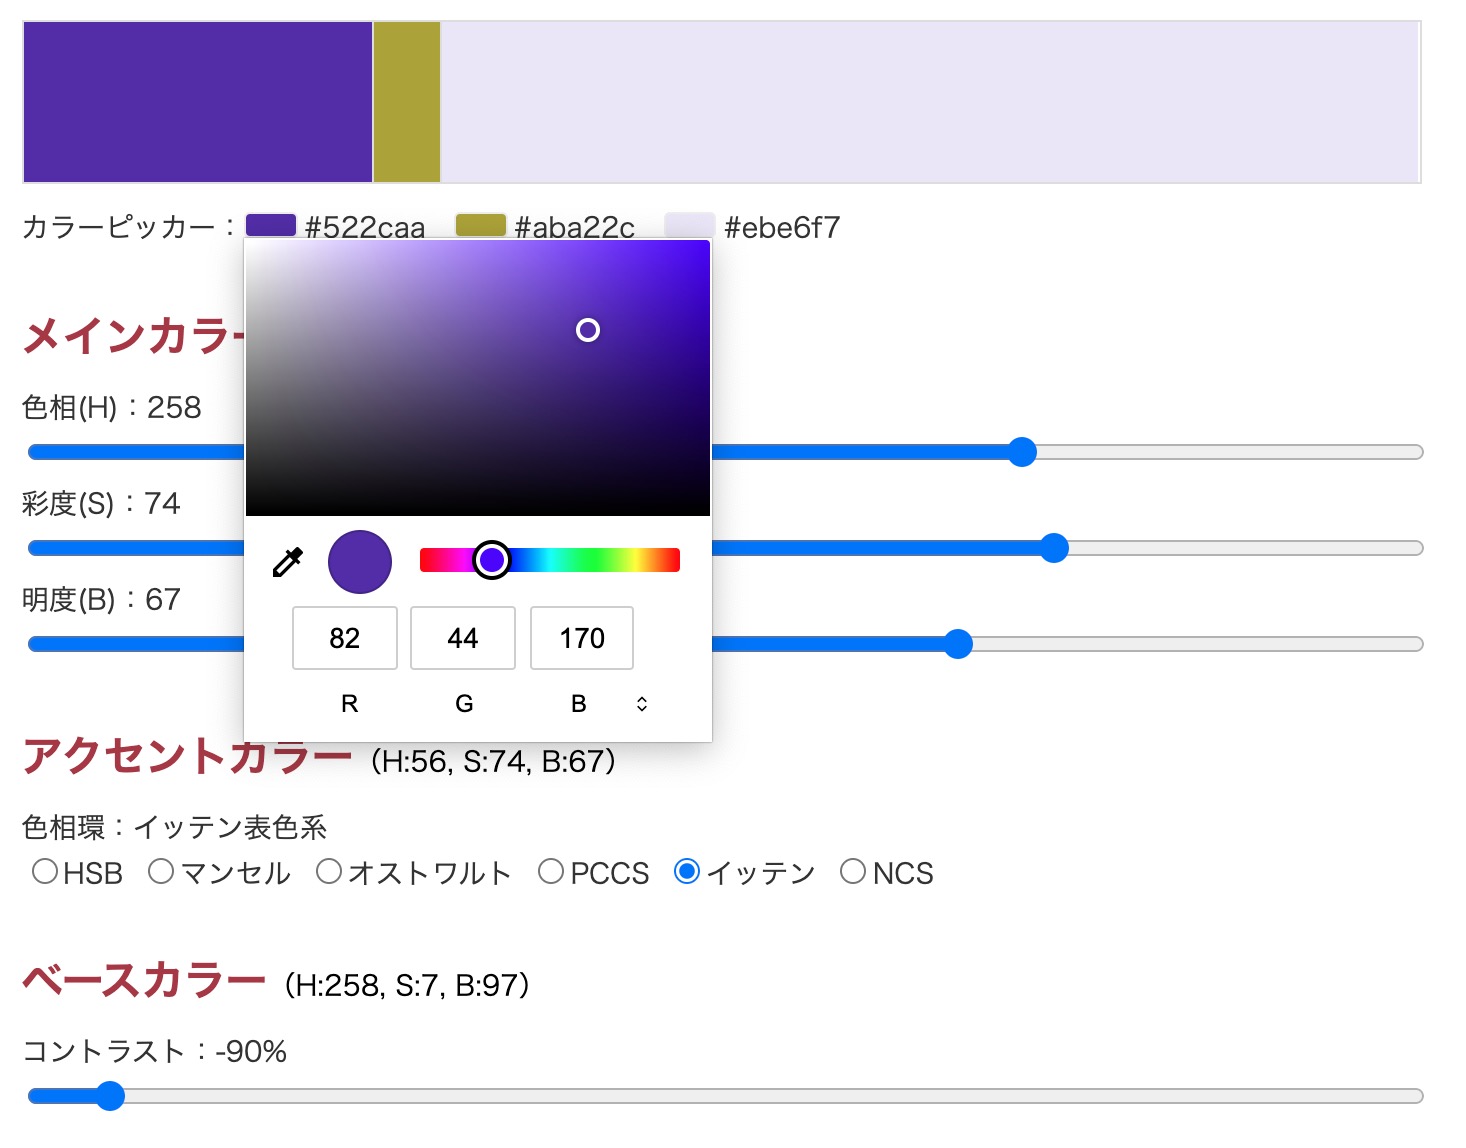 カラーピッカー： #522caa #aba22c #ebe6f7
メインカラー
色相(H)：258
彩度(S)：74
明度(B)：67
82 44 170
R G B
アクセントカラー （H:56, S:74, B:67）
色相環：イッテン表色系
HSB マンセル オストワルト PCCS イッテン NCS
ベースカラー （H:258, S:7, B:97）
コントラスト：-90%